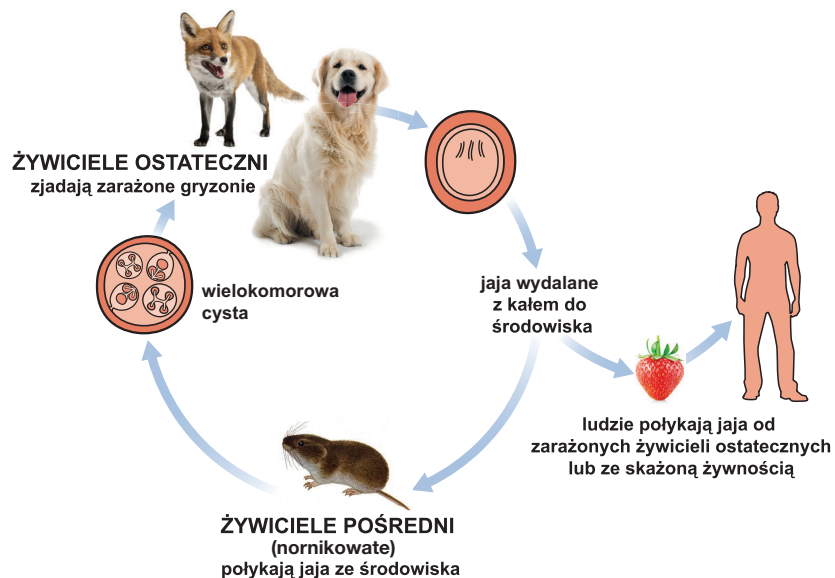 ŻYWICIELE OSTATECZNI
zjadają zarażone gryzonie
wielokomorowa
cysta
jaja wydalane
z kałem do
środowiska
ludzie połykają jaja od
zarażonych żywicieli ostatecznych
lub ze skażoną żywnością
ŻYWICIELE POŚREDNI
(nornikowate)
połykają jaja ze środowiska